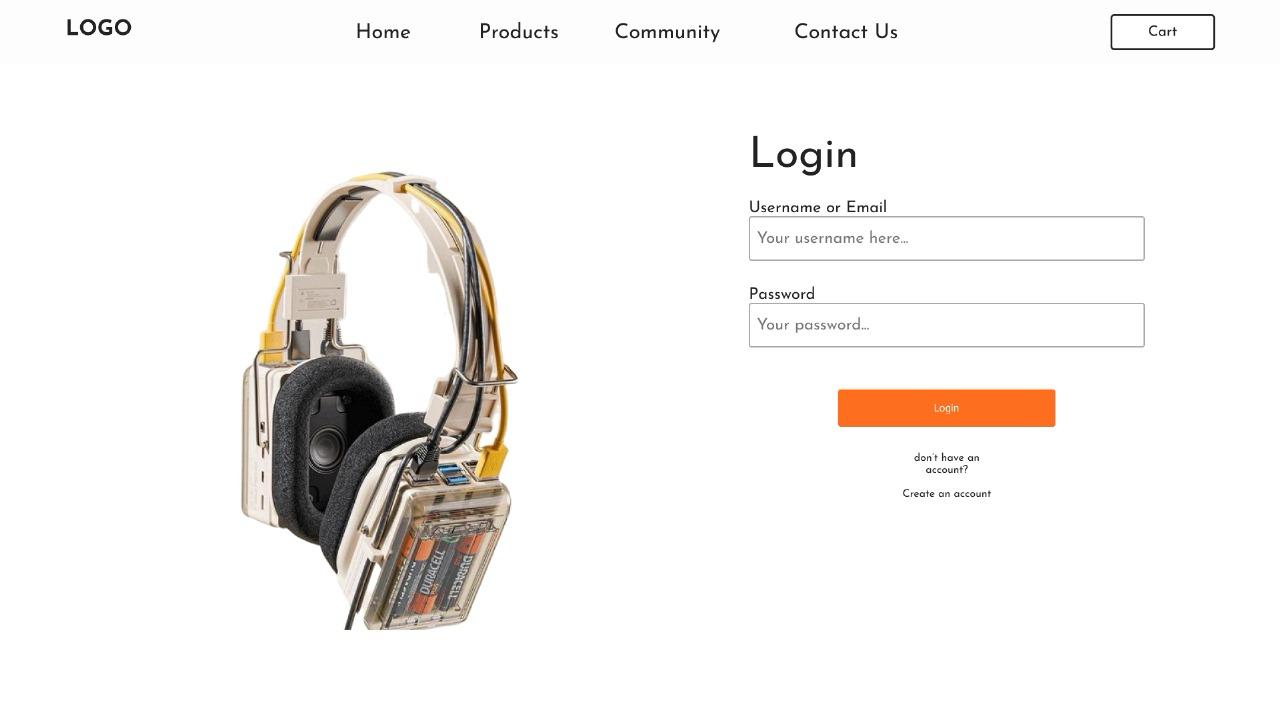 LOGO
Home
Products
Community
Contact Us
Cart
Login
Username or Email
Your username here...
Password
Your password...
Login
don't have an
account?
Create an account
DURACELL
DURACELL